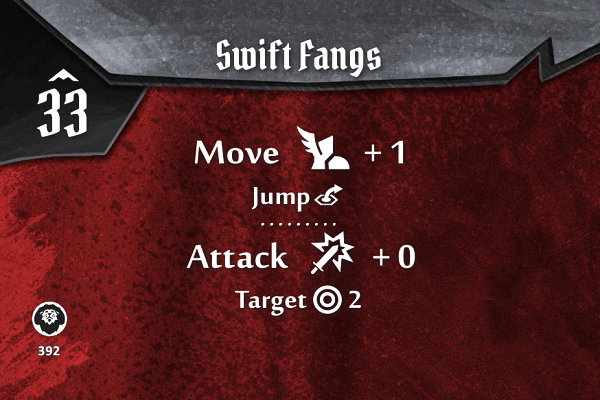 Swift Fangs
33
Move + 1
Jump
Attack + 0
Target 2
392